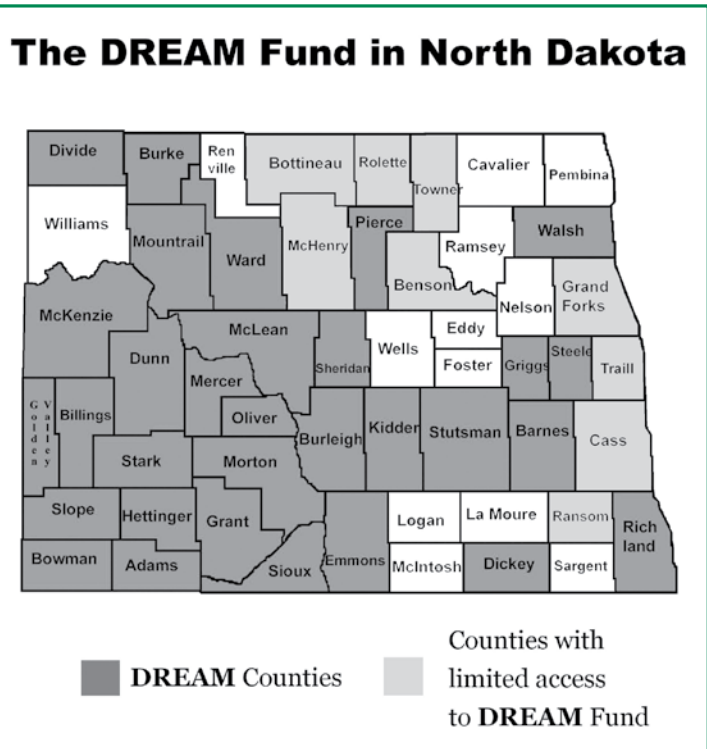 The DREAM Fund in North Dakota
Divide
Burke
Ren
ville
Bottineau
Rolette
Towner
Cavalier
Pembina
Williams
Mountrail
Ward
McHenry
Pierce
Benson
Ramsey
Walsh
Nelson
Grand
Forks
McKenzie
Dunn
McLean
Mercer
Oliver
Sheridan
Wells
Eddy
Foster
Griggs
Steele
Traill
Golden
Valley
Billings
Stark
Morton
Burleigh
Kidder
Stutsman
Barnes
Cass
Slope
Hettinger
Grant
Bowman
Adams
Sioux
Emmons
Logan
La Moure
Ransom
Rich
land
McIntosh
Dickey
Sargent
DREAM Counties
Counties with
limited access
to DREAM Fund